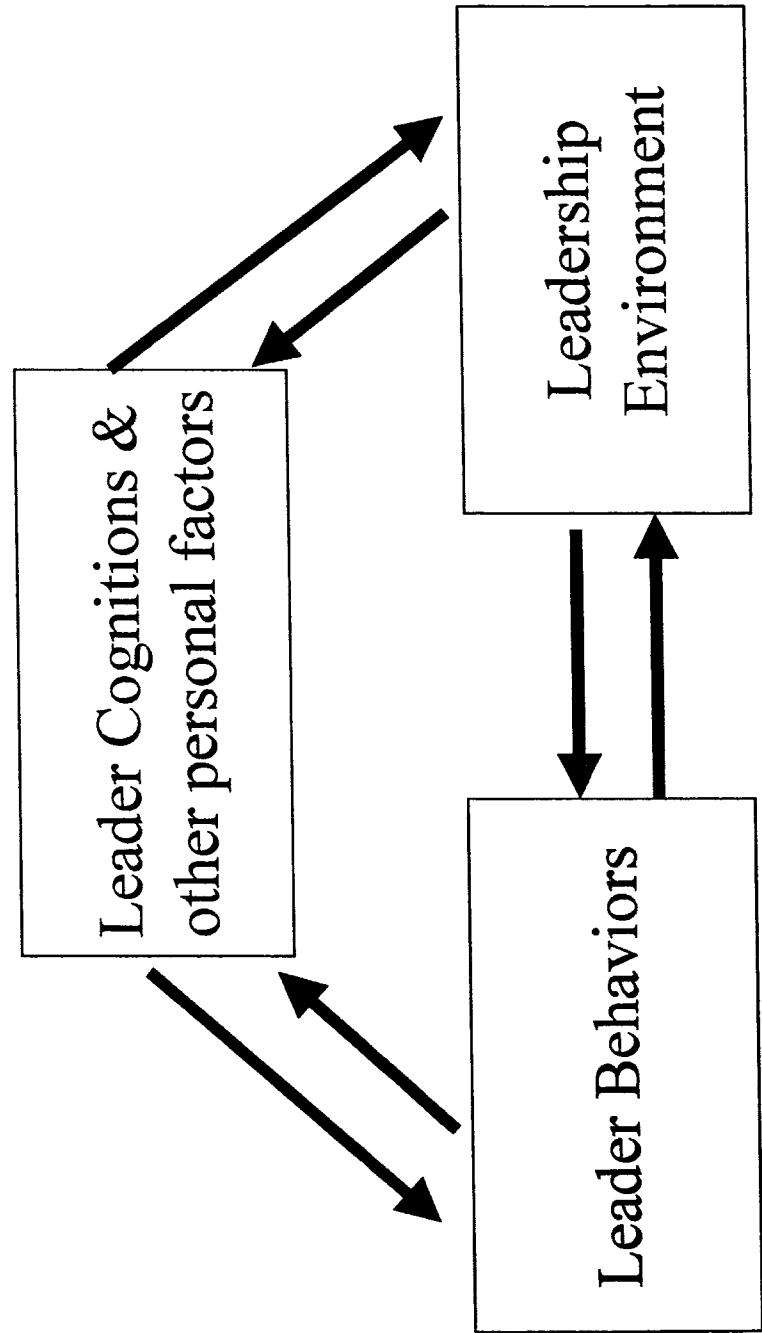 Leader Cognitions &
other personal factors
Leader Behaviors
Leadership
Environment